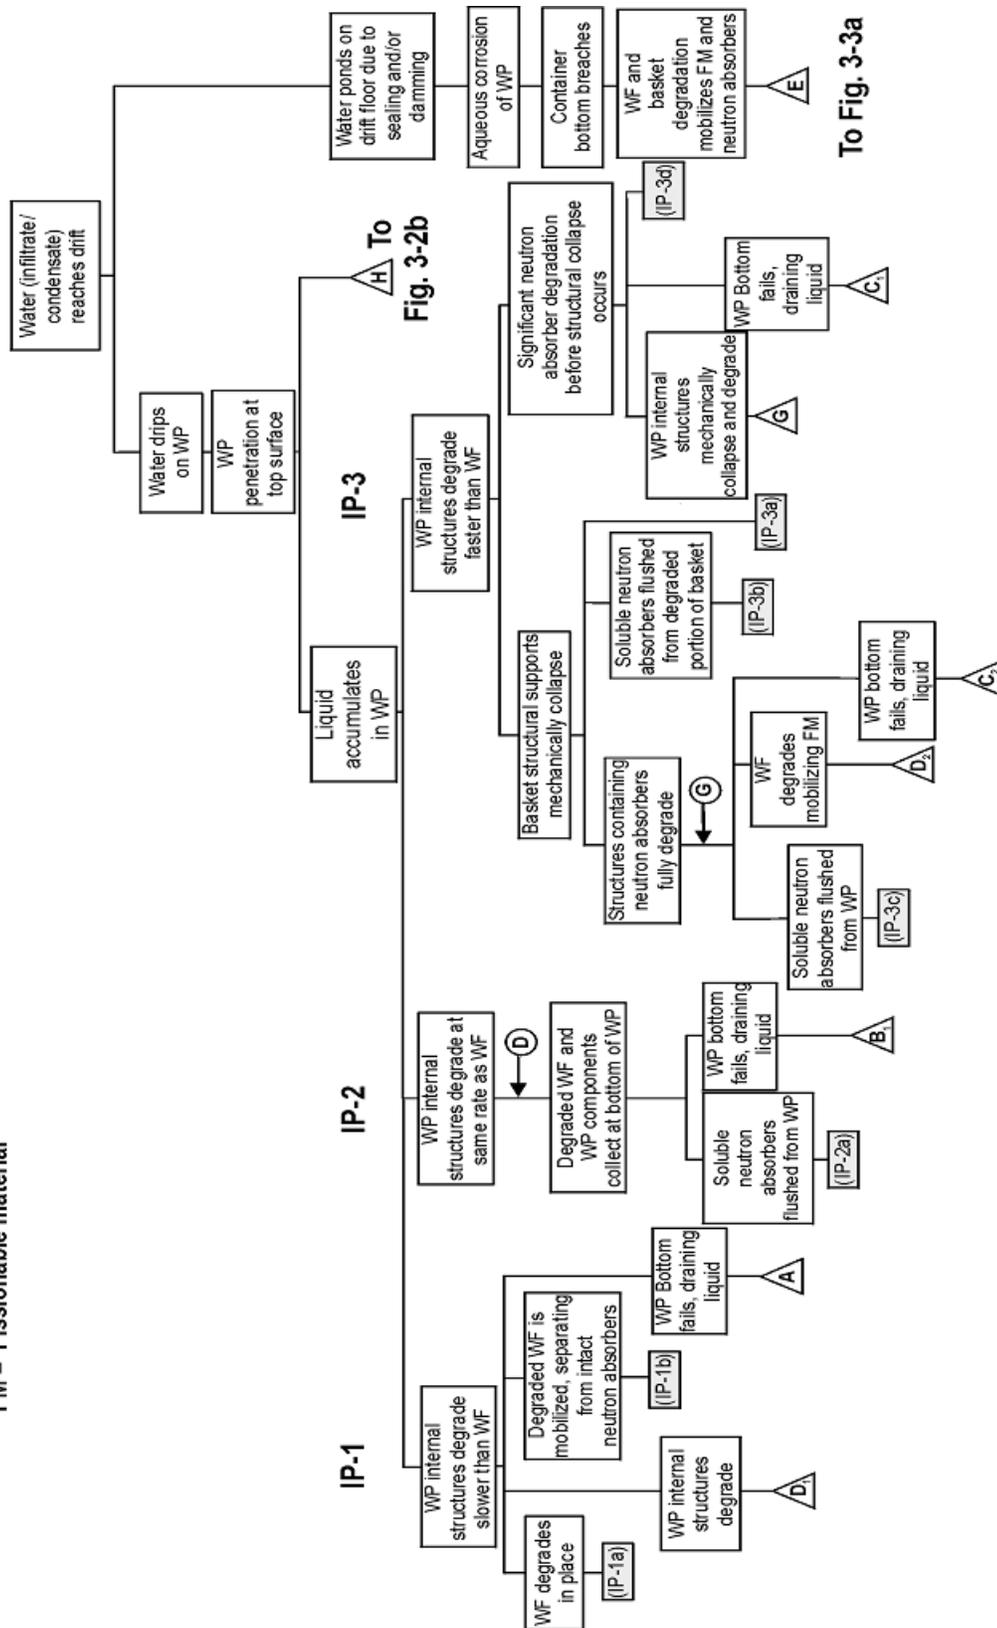 FM = Fissionable material
Water (infiltrate/
condensate)
reaches drift
Water drips
on WP
WP
penetration at
top surface
Water ponds on
drift floor due to
sealing and/or
damming
Aqueous corrosion
of WP
Container
bottom breaches
WF and
basket
degradation
mobilizes FM and
neutron absorbers
E
To Fig. 3-3a
H
To
Fig. 3-2b
Liquid
accumulates
in WP
IP-1
WP internal
structures degrade
slower than WF
WF degrades
in place
(IP-1a)
WP internal
structures
degrade
D1
Degraded WF is
mobilized, separating
from intact
neutron absorbers
(IP-1b)
WP Bottom
fails, draining
liquid
A
IP-2
WP internal
structures degrade at
same rate as WF
D
Degraded WF and
WP components
collect at bottom of WP
Soluble
neutron
absorbers
flushed from WP
(IP-2a)
WP bottom
fails, draining
liquid
B1
IP-3
WP internal
structures degrade
faster than WF
Basket structural supports
mechanically collapse
Structures containing
neutron absorbers
fully degrade
G
Soluble neutron
absorbers flushed
from WP
(IP-3c)
WF
degrades
mobilizing FM
D2
WP bottom
fails, draining
liquid
C2
Soluble neutron
absorbers flushed
from degraded
portion of basket
(IP-3b)
(IP-3a)
Significant neutron
absorber degradation
before structural collapse
occurs
WP internal
structures
mechanically
collapse and degrade
G
WP Bottom
fails, draining
liquid
C1
(IP-3d)